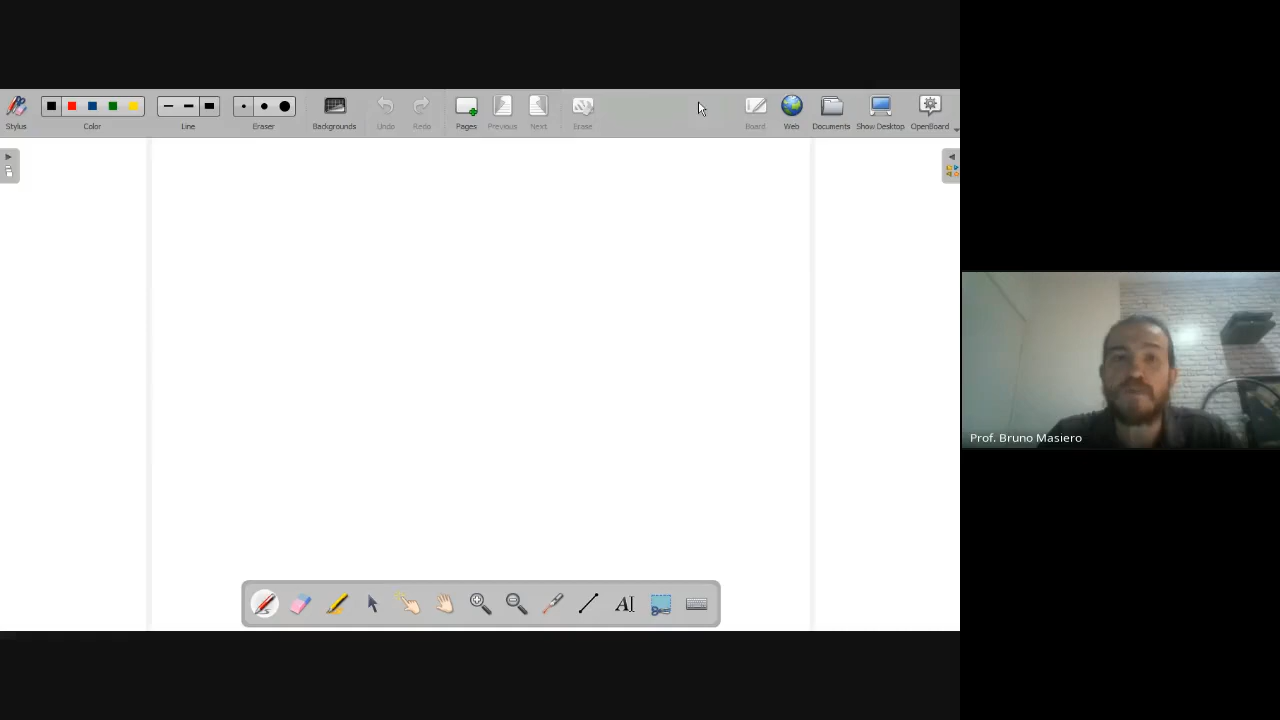 Stylus Color Line Eraser Backgrounds Undo Redo Pages Previous Next Erase Board Web Documents Show Desktop OpenBoard
AI
Prof. Bruno Masiero